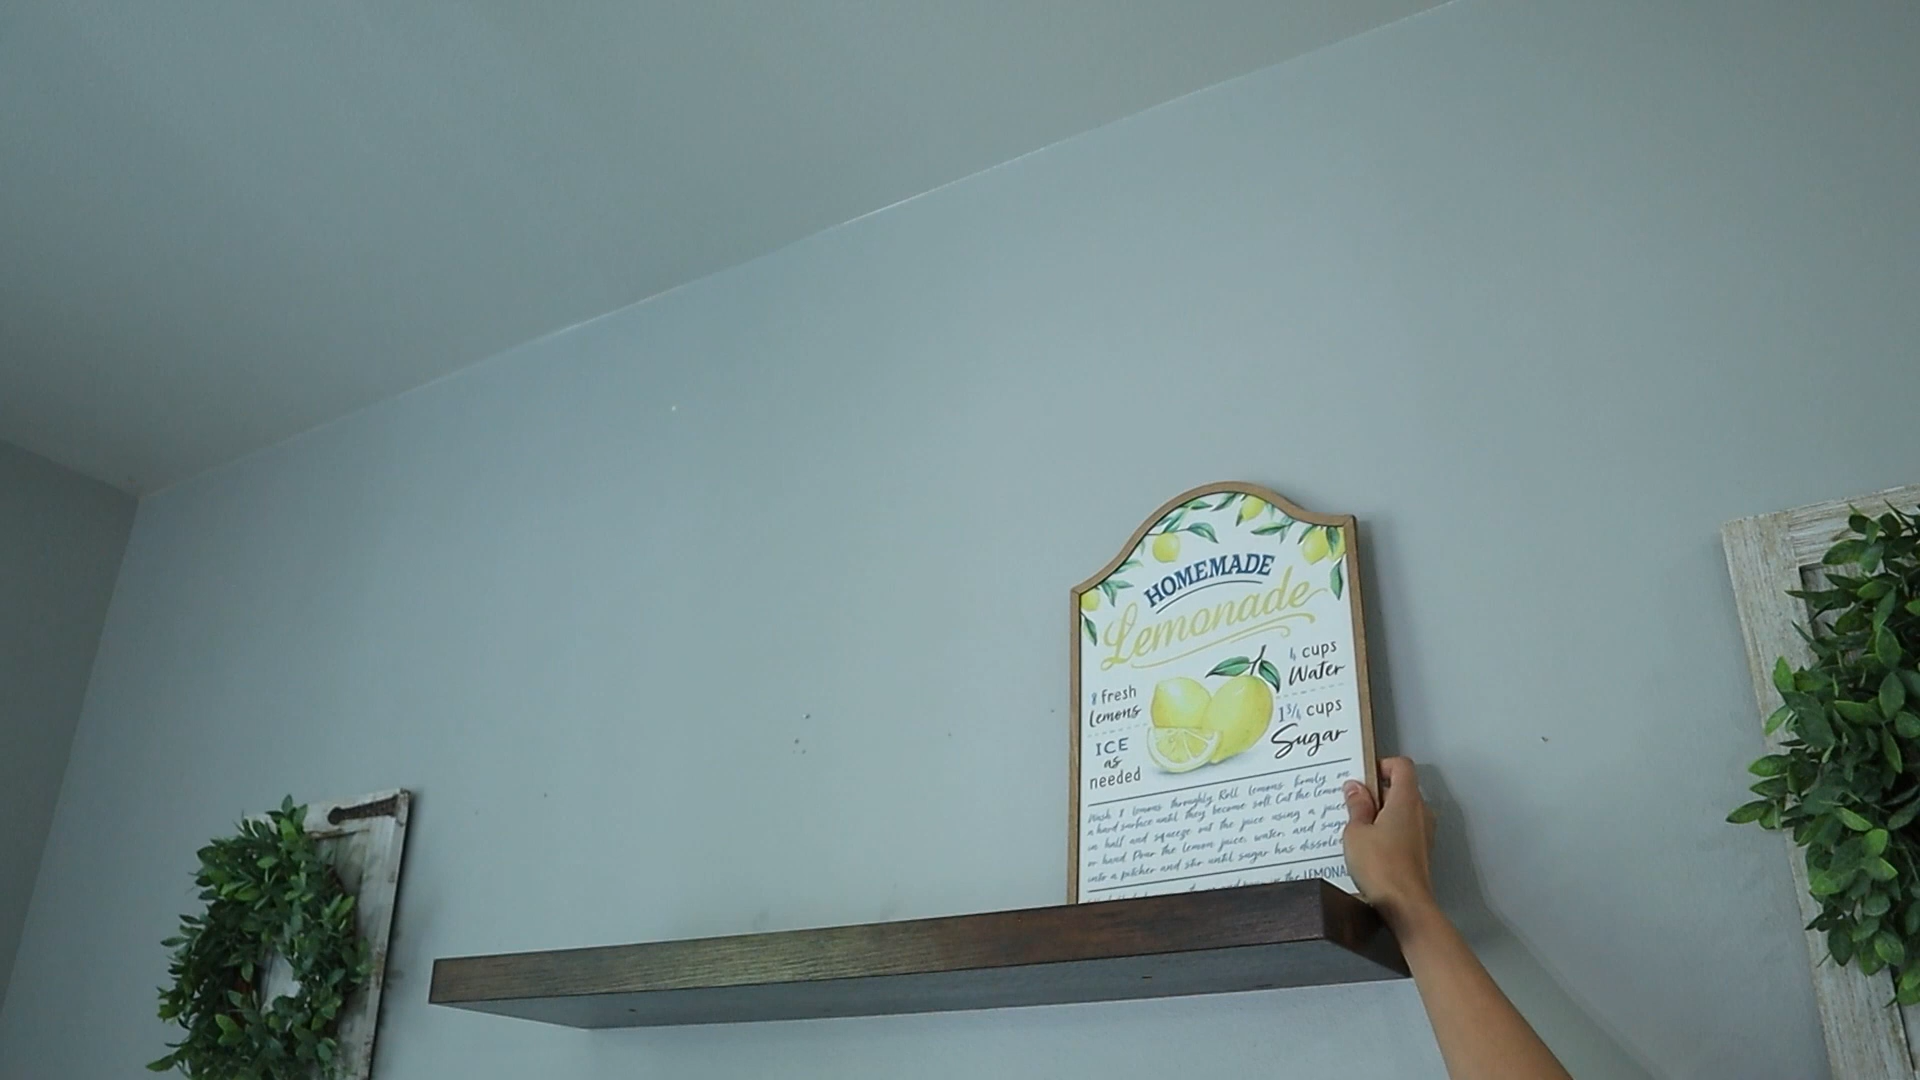 HOMEMADE
Lemonade
8 fresh
Lemons
ICE
as
needed
4 cups
Water
1 3/4 cups
Sugar
Wash 8 lemons thoroughly. Roll lemons firmly on
a hard surface until they become soft. Cut the lemons
in half and squeeze out the juice using a juicer
or hand. Pour the lemon juice, water, and sugar
into a pitcher and stir until sugar has dissolved
the LEMONA